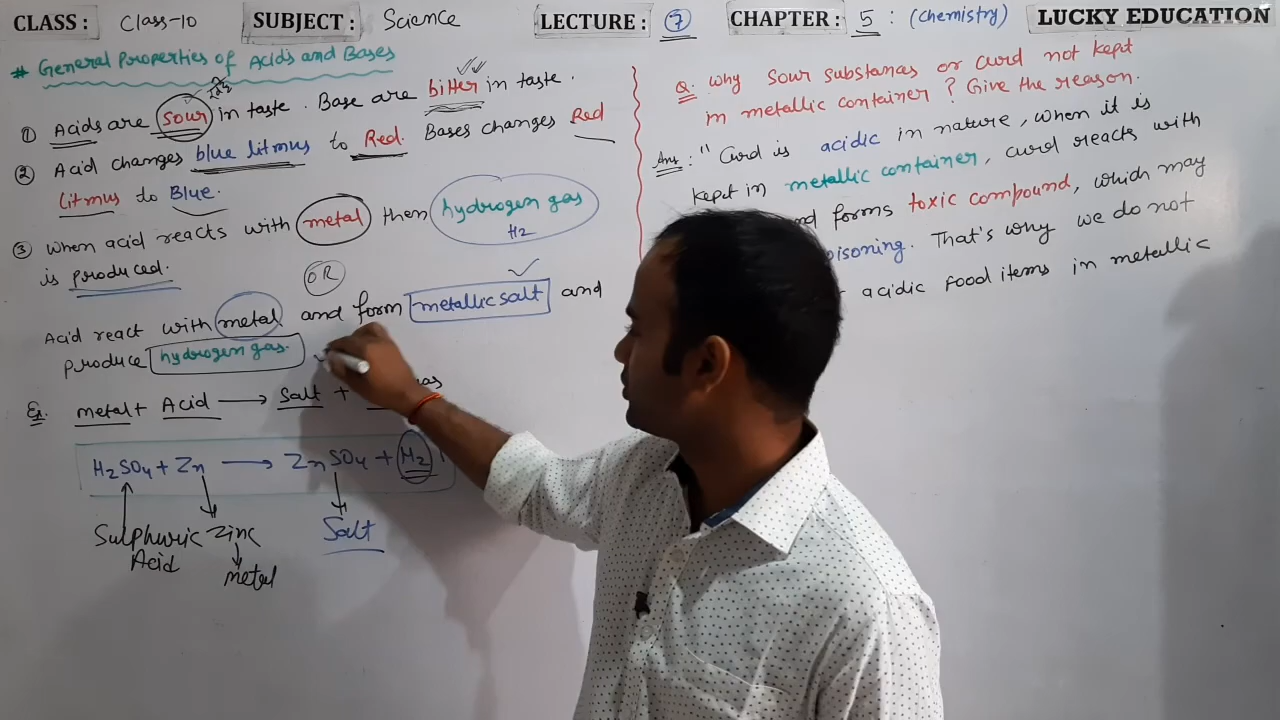 CLASS : Class-10 SUBJECT : Science LECTURE : 7 CHAPTER : 5 : (chemistry) LUCKY EDUCATION
# General Properties of Acids and Bases
① Acids are sour in taste. Base are bitter in taste.
② Acid changes blue litmus to Red. Bases changes Red
litmus to Blue.
③ when acid reacts with metal then hydrogen gas
H₂
is produced.
OR
Acid react with metal and form metallic salt and
produce hydrogen gas.
Ex. metal + Acid → Salt + gas
H₂SO₄ + Zn → ZnSO₄ + H₂ ↑
Sulphuric Zinc Salt
Acid
metal
Q. why sour substanas or curd not kept
in metallic container ? Give the reason.
Ans : " Curd is acidic in nature, when it is
kept in metallic container, curd reacts with
forms toxic compound, which may
That's why we do not
acidic food items in metallic